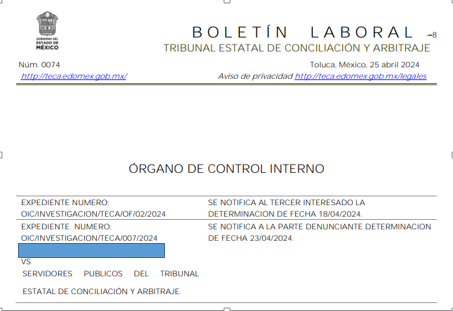 GOBIERNO DEL
ESTADO DE
MÉXICO
BOLETÍN LABORAL
TRIBUNAL ESTATAL DE CONCILIACIÓN Y ARBITRAJE
Núm. 0074
Toluca, México, 25 abril 2024
http://teca.edomex.gob.mx/
Aviso de privacidad http://teca.edomex.gob.mx/legales
ÓRGANO DE CONTROL INTERNO
EXPEDIENTE NUMERO:
OIC/INVESTIGACION/TECA/OF/02/2024
SE NOTIFICA AL TERCER INTERESADO LA
DETERMINACION DE FECHA 18/04/2024.
EXPEDIENTE NUMERO:
OIC/INVESTIGACION/TECA/007/2024
SE NOTIFICA A LA PARTE DENUNCIANTE DETERMINACION
DE FECHA 23/04/2024.
VS
SERVIDORES PUBLICOS DEL TRIBUNAL
ESTATAL DE CONCILIACIÓN Y ARBITRAJE.